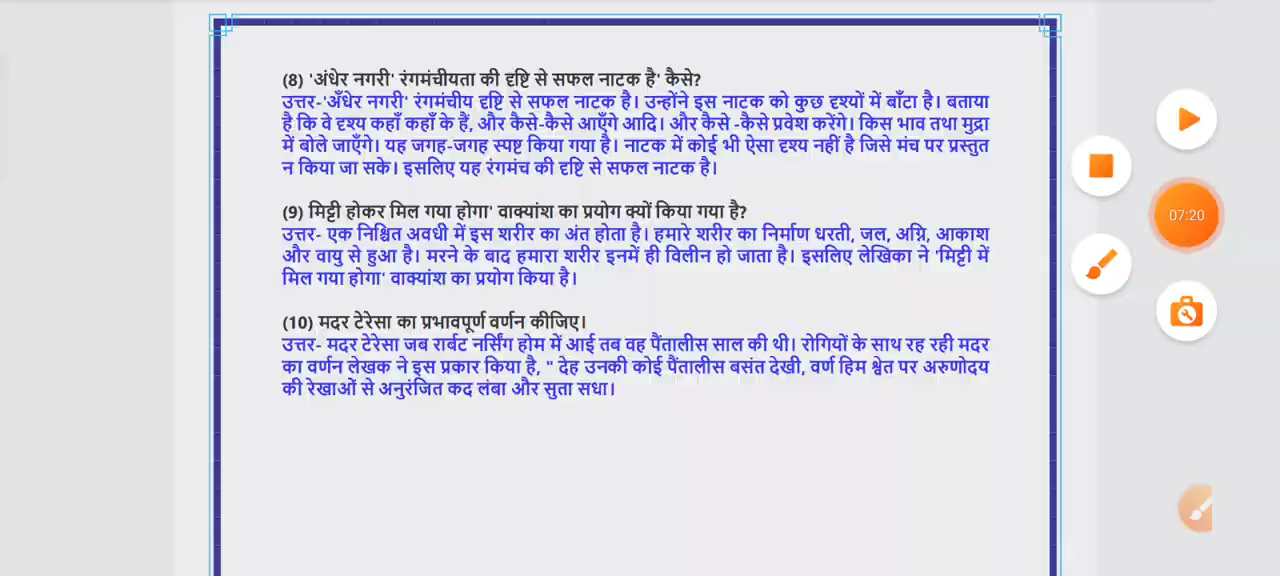 (8) 'अंधेर नगरी' रंगमंचीयता की दृष्टि से सफल नाटक है' कैसे?
उत्तर-'अँधेर नगरी' रंगमंचीय दृष्टि से सफल नाटक है। उन्होंने इस नाटक को कुछ दृश्यों में बाँटा है। बताया
है कि वे दृश्य कहाँ कहाँ के हैं, और कैसे-कैसे आएँगे आदि। और कैसे -कैसे प्रवेश करेंगे। किस भाव तथा मुद्रा
में बोले जाएँगे। यह जगह-जगह स्पष्ट किया गया है। नाटक में कोई भी ऐसा दृश्य नहीं है जिसे मंच पर प्रस्तुत
न किया जा सके। इसलिए यह रंगमंच की दृष्टि से सफल नाटक है।
(9) मिट्टी होकर मिल गया होगा' वाक्यांश का प्रयोग क्यों किया गया है?
उत्तर- एक निश्चित अवधी में इस शरीर का अंत होता है। हमारे शरीर का निर्माण धरती, जल, अग्नि, आकाश
और वायु से हुआ है। मरने के बाद हमारा शरीर इनमें ही विलीन हो जाता है। इसलिए लेखिका ने 'मिट्टी में
मिल गया होगा' वाक्यांश का प्रयोग किया है।
(10) मदर टेरेसा का प्रभावपूर्ण वर्णन कीजिए।
उत्तर- मदर टेरेसा जब रार्बट नर्सिंग होम में आई तब वह पैंतालीस साल की थी। रोगियों के साथ रह रही मदर
का वर्णन लेखक ने इस प्रकार किया है, " देह उनकी कोई पैंतालीस बसंत देखी, वर्ण हिम श्वेत पर अरुणोदय
की रेखाओं से अनुरंजित कद लंबा और सुता सधा।
07:20